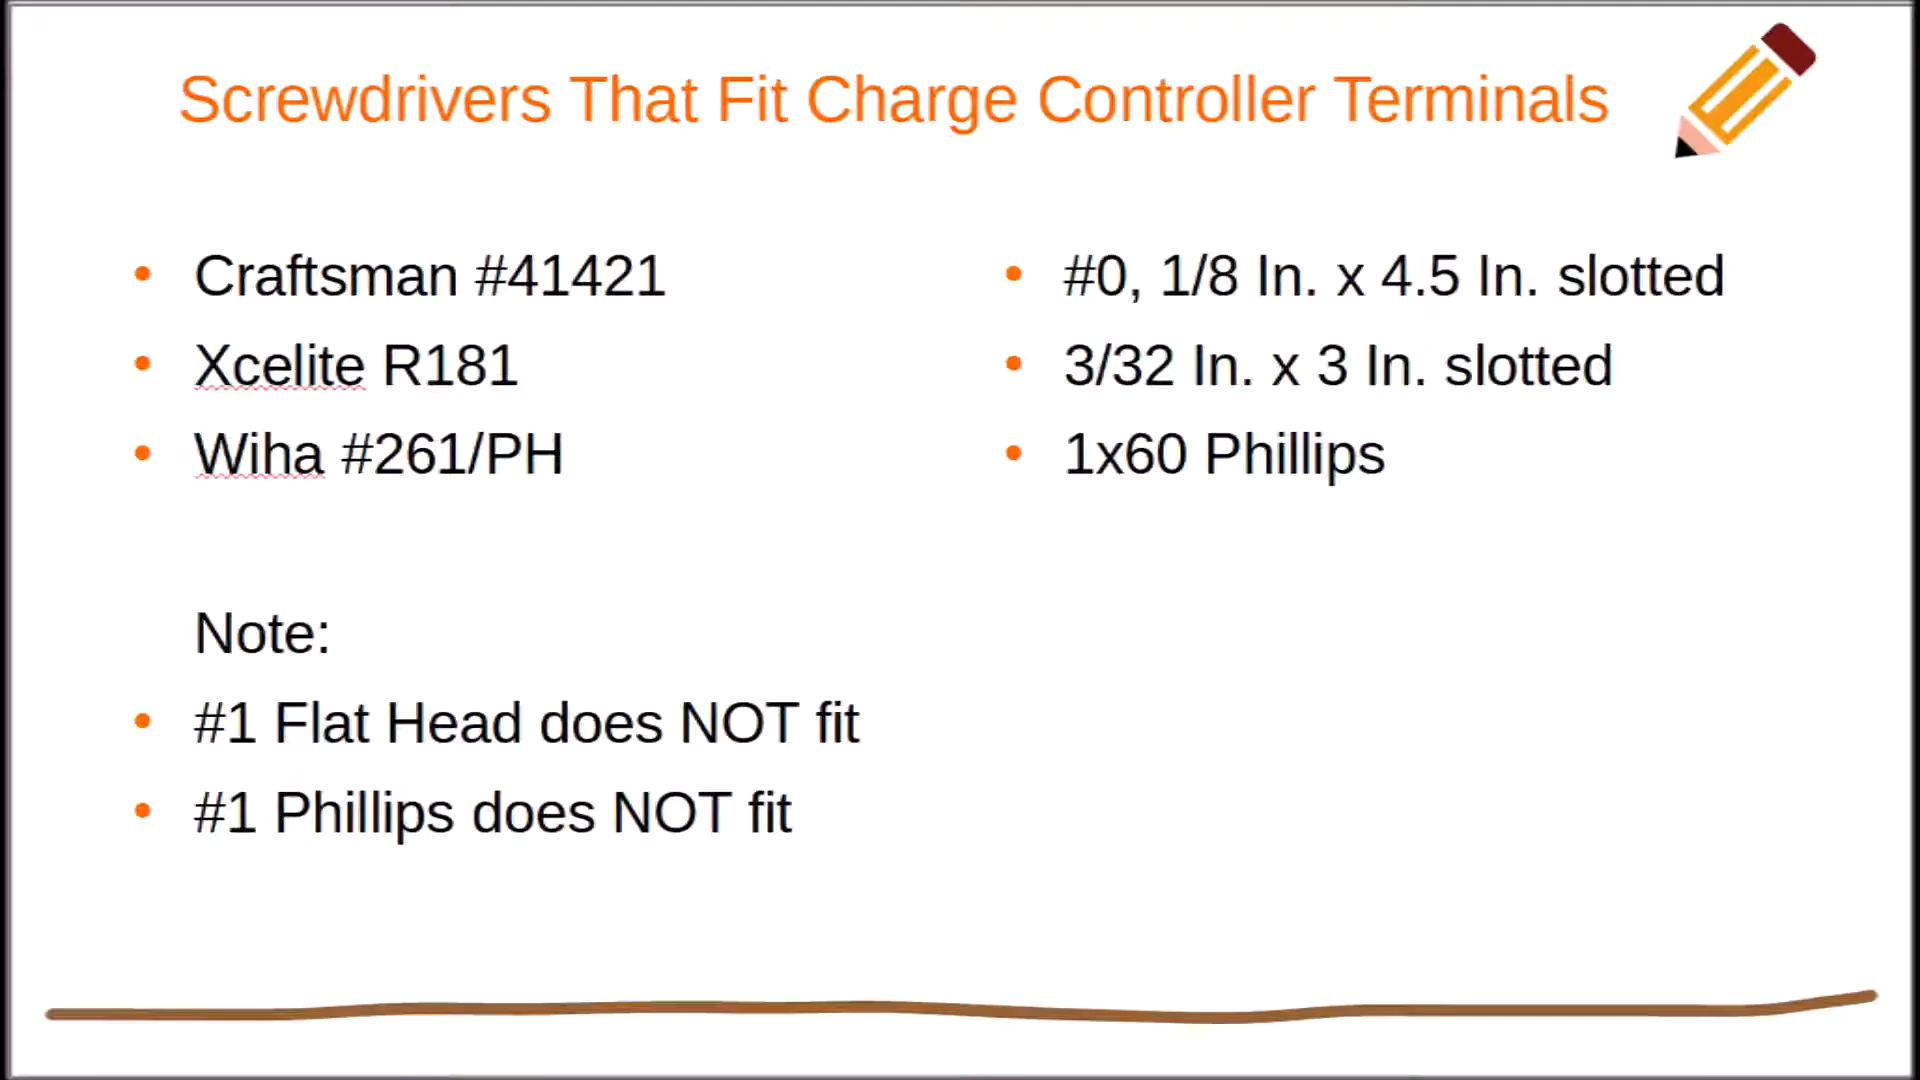 Screwdrivers That Fit Charge Controller Terminals
Craftsman #41421
Xcelite R181
Wiha #261/PH
Note:
#1 Flat Head does NOT fit
#1 Phillips does NOT fit
#0, 1/8 In. x 4.5 In. slotted
3/32 In. x 3 In. slotted
1x60 Phillips